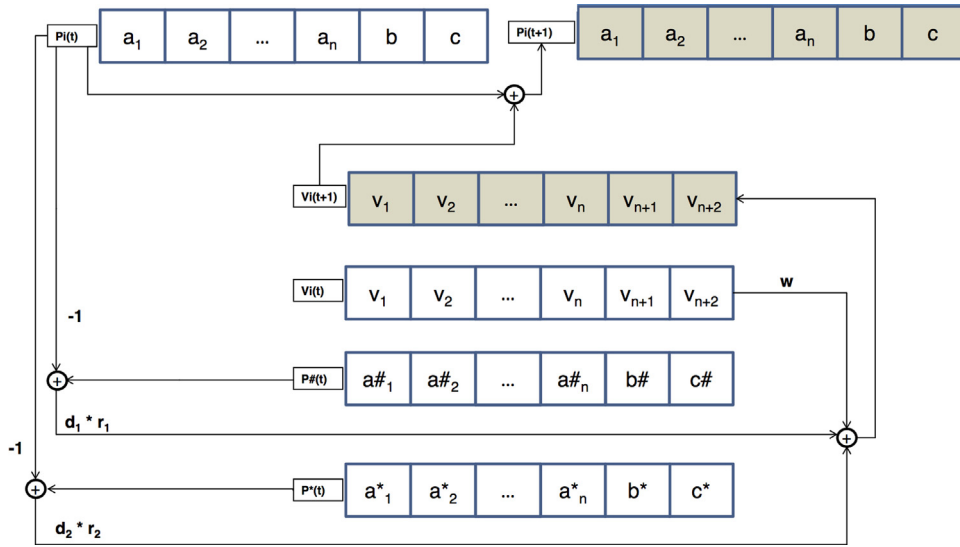 Pi(t) a₁ a₂ ... aₙ b c
Pi(t+1) a₁ a₂ ... aₙ b c
+
Vi(t+1) v₁ v₂ ... vₙ vₙ₊₁ vₙ₊₂
Vi(t) v₁ v₂ ... vₙ vₙ₊₁ vₙ₊₂
w
-1
P#(t) a#₁ a#₂ ... a#ₙ b# c#
+
d₁ * r₁
+
-1
P*(t) a*₁ a*₂ ... a*ₙ b* c*
+
d₂ * r₂